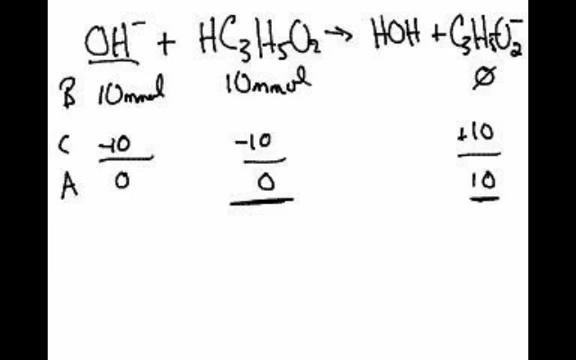 OH⁻ + HC₃H₅O₂ → HOH + C₃H₅O₂⁻
B 10mmol 10mmol ∅
C -10 -10 +10
A 0 0 10